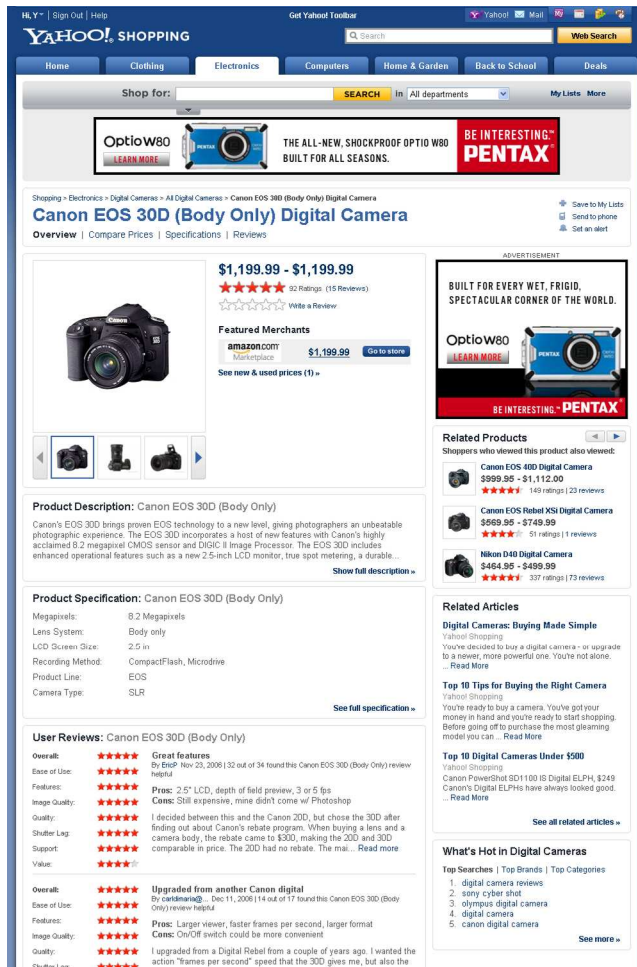 Hi, Y | Sign Out | Help
Get Yahoo! Toolbar
Yahoo! Mail
YAHOO! SHOPPING
Search
Web Search
Home Clothing Electronics Computers Home & Garden Back to School Deals
Shop for: SEARCH in All departments My Lists More
Optio W80
LEARN MORE
PENTAX
THE ALL-NEW, SHOCKPROOF OPTIO W80
BUILT FOR ALL SEASONS.
BE INTERESTING.™
PENTAX
Shopping > Electronics > Digital Cameras > All Digital Cameras > Canon EOS 30D (Body Only) Digital Camera
Canon EOS 30D (Body Only) Digital Camera
Overview | Compare Prices | Specifications | Reviews
Save to My Lists
Send to phone
Set an alert
$1,199.99 - $1,199.99
92 Ratings (15 Reviews)
Write a Review
Featured Merchants
amazon.com
Marketplace
$1,199.99
Go to store
See new & used prices (1) »
Canon
ADVERTISEMENT
BUILT FOR EVERY WET, FRIGID,
SPECTACULAR CORNER OF THE WORLD.
Optio W80
LEARN MORE
PENTAX
BE INTERESTING.™ PENTAX
Related Products
Shoppers who viewed this product also viewed:
Canon EOS 40D Digital Camera
$999.95 - $1,112.00
149 ratings | 23 reviews
Canon EOS Rebel XSi Digital Camera
$569.95 - $749.99
51 ratings | 1 reviews
Nikon D40 Digital Camera
$464.95 - $499.99
337 ratings | 73 reviews
Product Description: Canon EOS 30D (Body Only)
Canon's EOS 30D brings proven EOS technology to a new level, giving photographers an unbeatable
photographic experience. The EOS 30D incorporates a host of new features with Canon's highly
acclaimed 8.2 megapixel CMOS sensor and DIGIC II Image Processor. The EOS 30D includes
enhanced operational features such as a new 2.5-inch LCD monitor, true spot metering, a durable...
Show full description »
Product Specification: Canon EOS 30D (Body Only)
Megapixels: 8.2 Megapixels
Lens System: Body only
LCD Screen Size: 2.5 in
Recording Method: CompactFlash, Microdrive
Product Line: EOS
Camera Type: SLR
See full specification »
Related Articles
Digital Cameras: Buying Made Simple
Yahoo! Shopping
You've decided to buy a digital camera - or upgrade
to a newer, more powerful one. You're not alone.
... Read More
Top 10 Tips for Buying the Right Camera
Yahoo! Shopping
You're ready to buy a camera. You've got your
money in hand and you're ready to start shopping.
Before going off to purchase the most gleaming
model you can ... Read More
Top 10 Digital Cameras Under $500
Yahoo! Shopping
Canon PowerShot SD1100 IS Digital ELPH, $249
Canon's Digital ELPHs have always looked good.
... Read More
See all related articles »
User Reviews: Canon EOS 30D (Body Only)
Overall:
Ease of Use:
Features:
Image Quality:
Quality:
Shutter Lag:
Support:
Value:
Great features
By EricP Nov 23, 2006 | 32 out of 34 found this Canon EOS 30D (Body Only) review
helpful
Pros: 2.5" LCD, depth of field preview, 3 or 5 fps
Cons: Still expensive, mine didn't come w/ Photoshop
I decided between this and the Canon 20D, but chose the 30D after
finding out about Canon's rebate program. When buying a lens and a
camera body, the rebate came to $300, making the 20D and 30D
comparable in price. The 20D had no rebate. The mai... Read more
Overall:
Ease of Use:
Features:
Image Quality:
Quality:
Shutter Lag:
Upgraded from another Canon digital
By carldimaria@... Dec 11, 2006 | 14 out of 17 found this Canon EOS 30D (Body
Only) review helpful
Pros: Larger viewer, faster frames per second, larger format
Cons: On/Off switch could be more convenient
I upgraded from a Digital Rebel from a couple of years ago. I wanted the
action "frames per second" speed that the 30D gives me, but also the
What's Hot in Digital Cameras
Top Searches | Top Brands | Top Categories
1. digital camera reviews
2. sony cyber shot
3. olympus digital camera
4. digital camera
5. canon digital camera
See more »